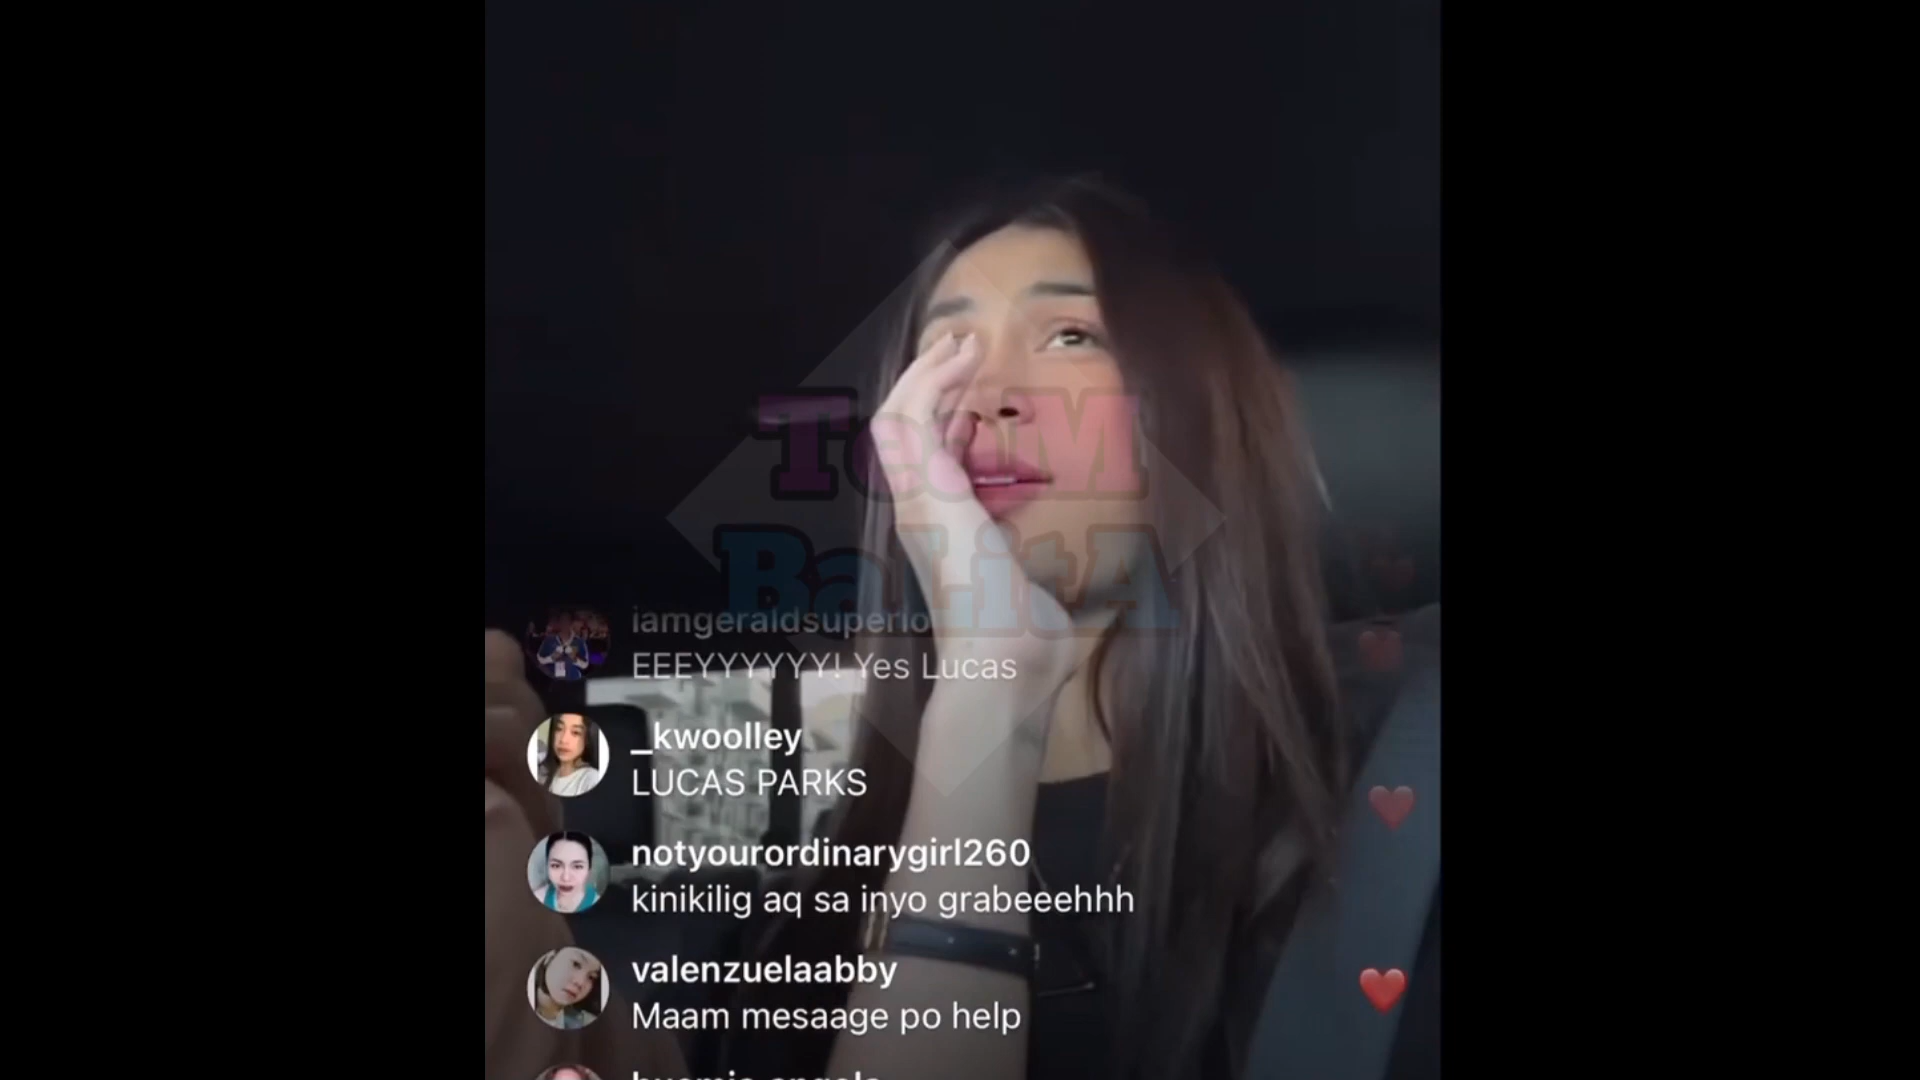 TeaM
BaLitA
iamgeraldsuperio
EEEYYYYYY! Yes Lucas
_kwoolley
LUCAS PARKS
notyourordinarygirl260
kinikilig aq sa inyo grabeeehhh
valenzuelaabby
Maam mesaage po help